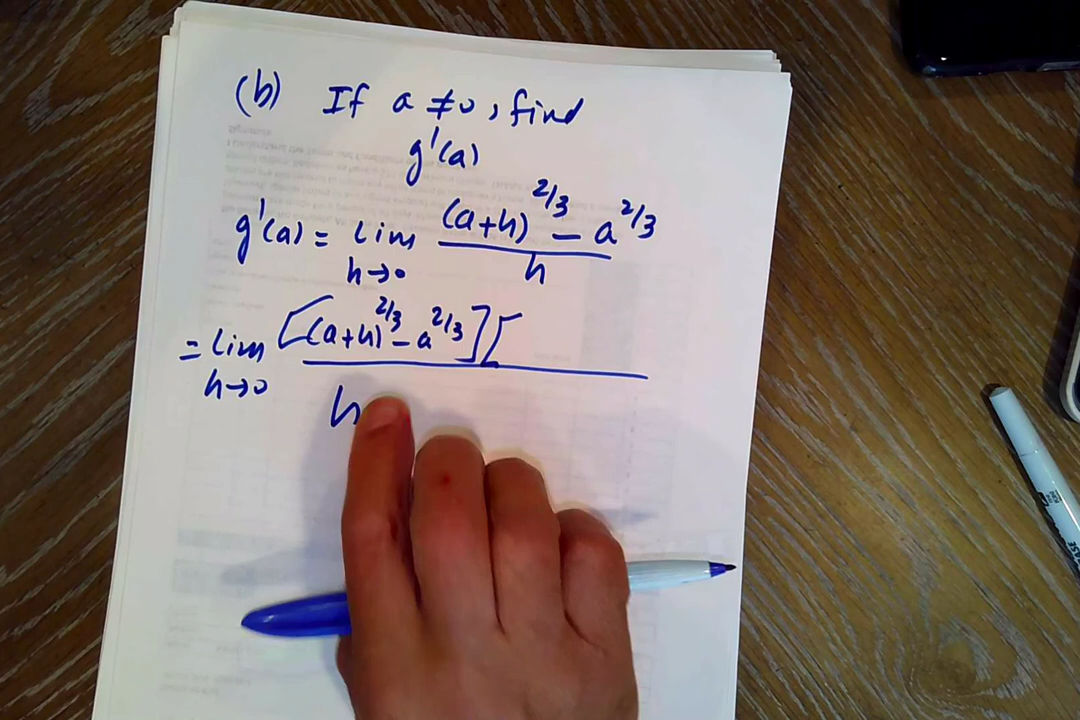 (b) If a ≠ 0, find
g'(a)
g'(a) = lim h→0 (a+h)^2/3 − a^2/3 / h
= lim h→0 [(a+h)^2/3 − a^2/3][ / h